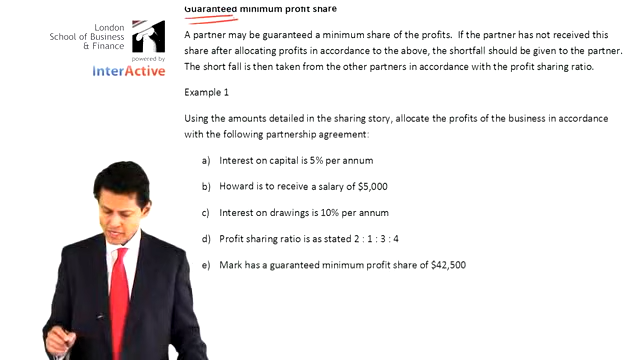 London
School of Business
& Finance
powered by
InterActive
Guaranteed minimum profit share
A partner may be guaranteed a minimum share of the profits. If the partner has not received this
share after allocating profits in accordance to the above, the shortfall should be given to the partner.
The short fall is then taken from the other partners in accordance with the profit sharing ratio.
Example 1
Using the amounts detailed in the sharing story, allocate the profits of the business in accordance
with the following partnership agreement:
a) Interest on capital is 5% per annum
b) Howard is to receive a salary of $5,000
c) Interest on drawings is 10% per annum
d) Profit sharing ratio is as stated 2 : 1 : 3 : 4
e) Mark has a guaranteed minimum profit share of $42,500